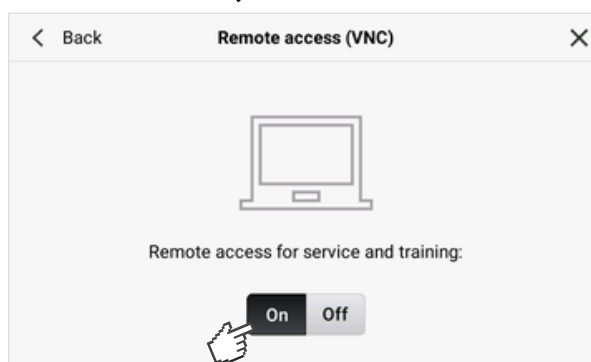 Back
Remote access (VNC)
Remote access for service and training:
On Off